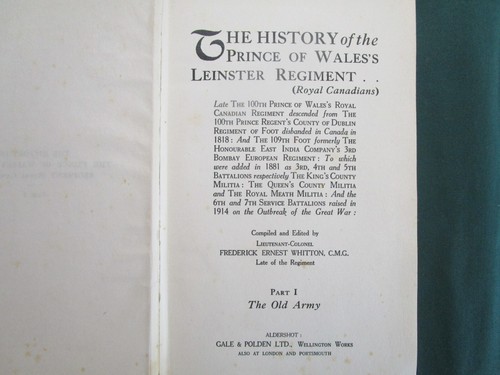 THE HISTORY of the
PRINCE OF WALES'S
LEINSTER REGIMENT . .
(Royal Canadians)
Late THE 100TH PRINCE OF WALES'S ROYAL
CANADIAN REGIMENT descended from THE
100TH PRINCE REGENT'S COUNTY OF DUBLIN
REGIMENT OF FOOT disbanded in Canada in
1818 : And THE 109TH FOOT formerly THE
HONOURABLE EAST INDIA COMPANY'S 3RD
BOMBAY EUROPEAN REGIMENT : To which
were added in 1881 as 3RD, 4TH and 5TH
BATTALIONS respectively THE KING'S COUNTY
MILITIA : THE QUEEN'S COUNTY MILITIA
and THE ROYAL MEATH MILITIA : And the
6TH and 7TH SERVICE BATTALIONS raised in
1914 on the Outbreak of the Great War :
Compiled and Edited by
LIEUTENANT-COLONEL
FREDERICK ERNEST WHITTON, C.M.G.
Late of the Regiment
PART I
The Old Army
ALDERSHOT :
GALE & POLDEN LTD., WELLINGTON WORKS
ALSO AT LONDON AND PORTSMOUTH